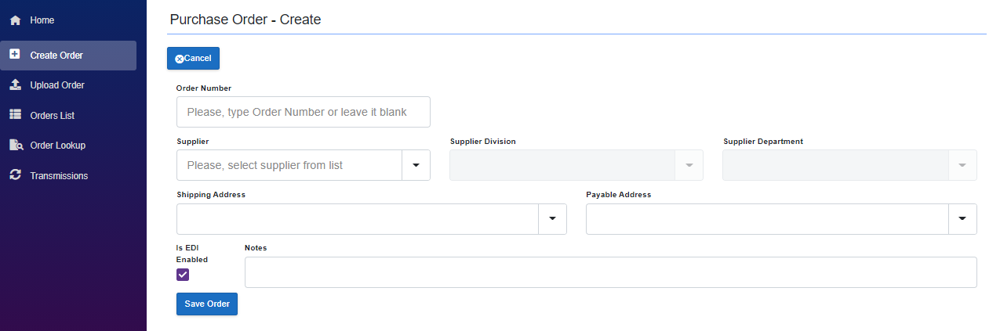 Home
Create Order
Upload Order
Orders List
Order Lookup
Transmissions
Purchase Order - Create
Cancel
Order Number
Please, type Order Number or leave it blank
Supplier
Supplier Division
Supplier Department
Please, select supplier from list
Shipping Address
Payable Address
Is EDI
Enabled
Notes
Save Order